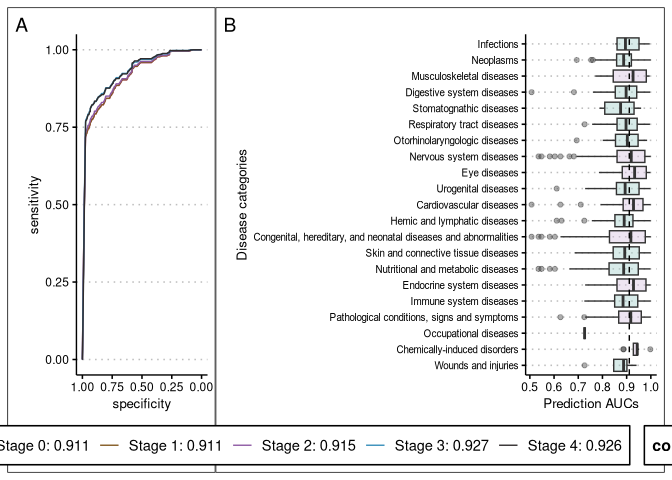 A
1.00
0.75
0.50
0.25
0.00
sensitivity
1.00 0.75 0.50 0.25 0.00
specificity
B
Disease categories
Infections
Neoplasms
Musculoskeletal diseases
Digestive system diseases
Stomatognathic diseases
Respiratory tract diseases
Otorhinolaryngologic diseases
Nervous system diseases
Eye diseases
Urogenital diseases
Cardiovascular diseases
Hemic and lymphatic diseases
Congenital, hereditary, and neonatal diseases and abnormalities
Skin and connective tissue diseases
Nutritional and metabolic diseases
Endocrine system diseases
Immune system diseases
Pathological conditions, signs and symptoms
Occupational diseases
Chemically-induced disorders
Wounds and injuries
0.5 0.6 0.7 0.8 0.9 1.0
Prediction AUCs
Stage 0: 0.911 Stage 1: 0.911 Stage 2: 0.915 Stage 3: 0.927 Stage 4: 0.926
co